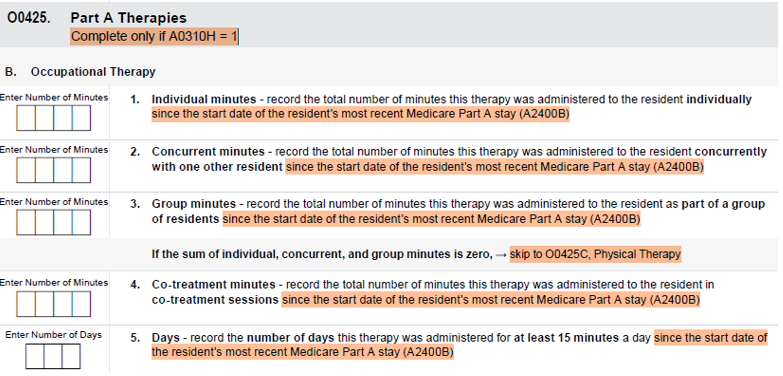 O0425. Part A Therapies
Complete only if A0310H = 1
B. Occupational Therapy
Enter Number of Minutes
1. Individual minutes - record the total number of minutes this therapy was administered to the resident individually
since the start date of the resident's most recent Medicare Part A stay (A2400B)
Enter Number of Minutes
2. Concurrent minutes - record the total number of minutes this therapy was administered to the resident concurrently
with one other resident since the start date of the resident's most recent Medicare Part A stay (A2400B)
Enter Number of Minutes
3. Group minutes - record the total number of minutes this therapy was administered to the resident as part of a group
of residents since the start date of the resident's most recent Medicare Part A stay (A2400B)
If the sum of individual, concurrent, and group minutes is zero, → skip to O0425C, Physical Therapy
Enter Number of Minutes
4. Co-treatment minutes - record the total number of minutes this therapy was administered to the resident in
co-treatment sessions since the start date of the resident's most recent Medicare Part A stay (A2400B)
Enter Number of Days
5. Days - record the number of days this therapy was administered for at least 15 minutes a day since the start date of
the resident's most recent Medicare Part A stay (A2400B)